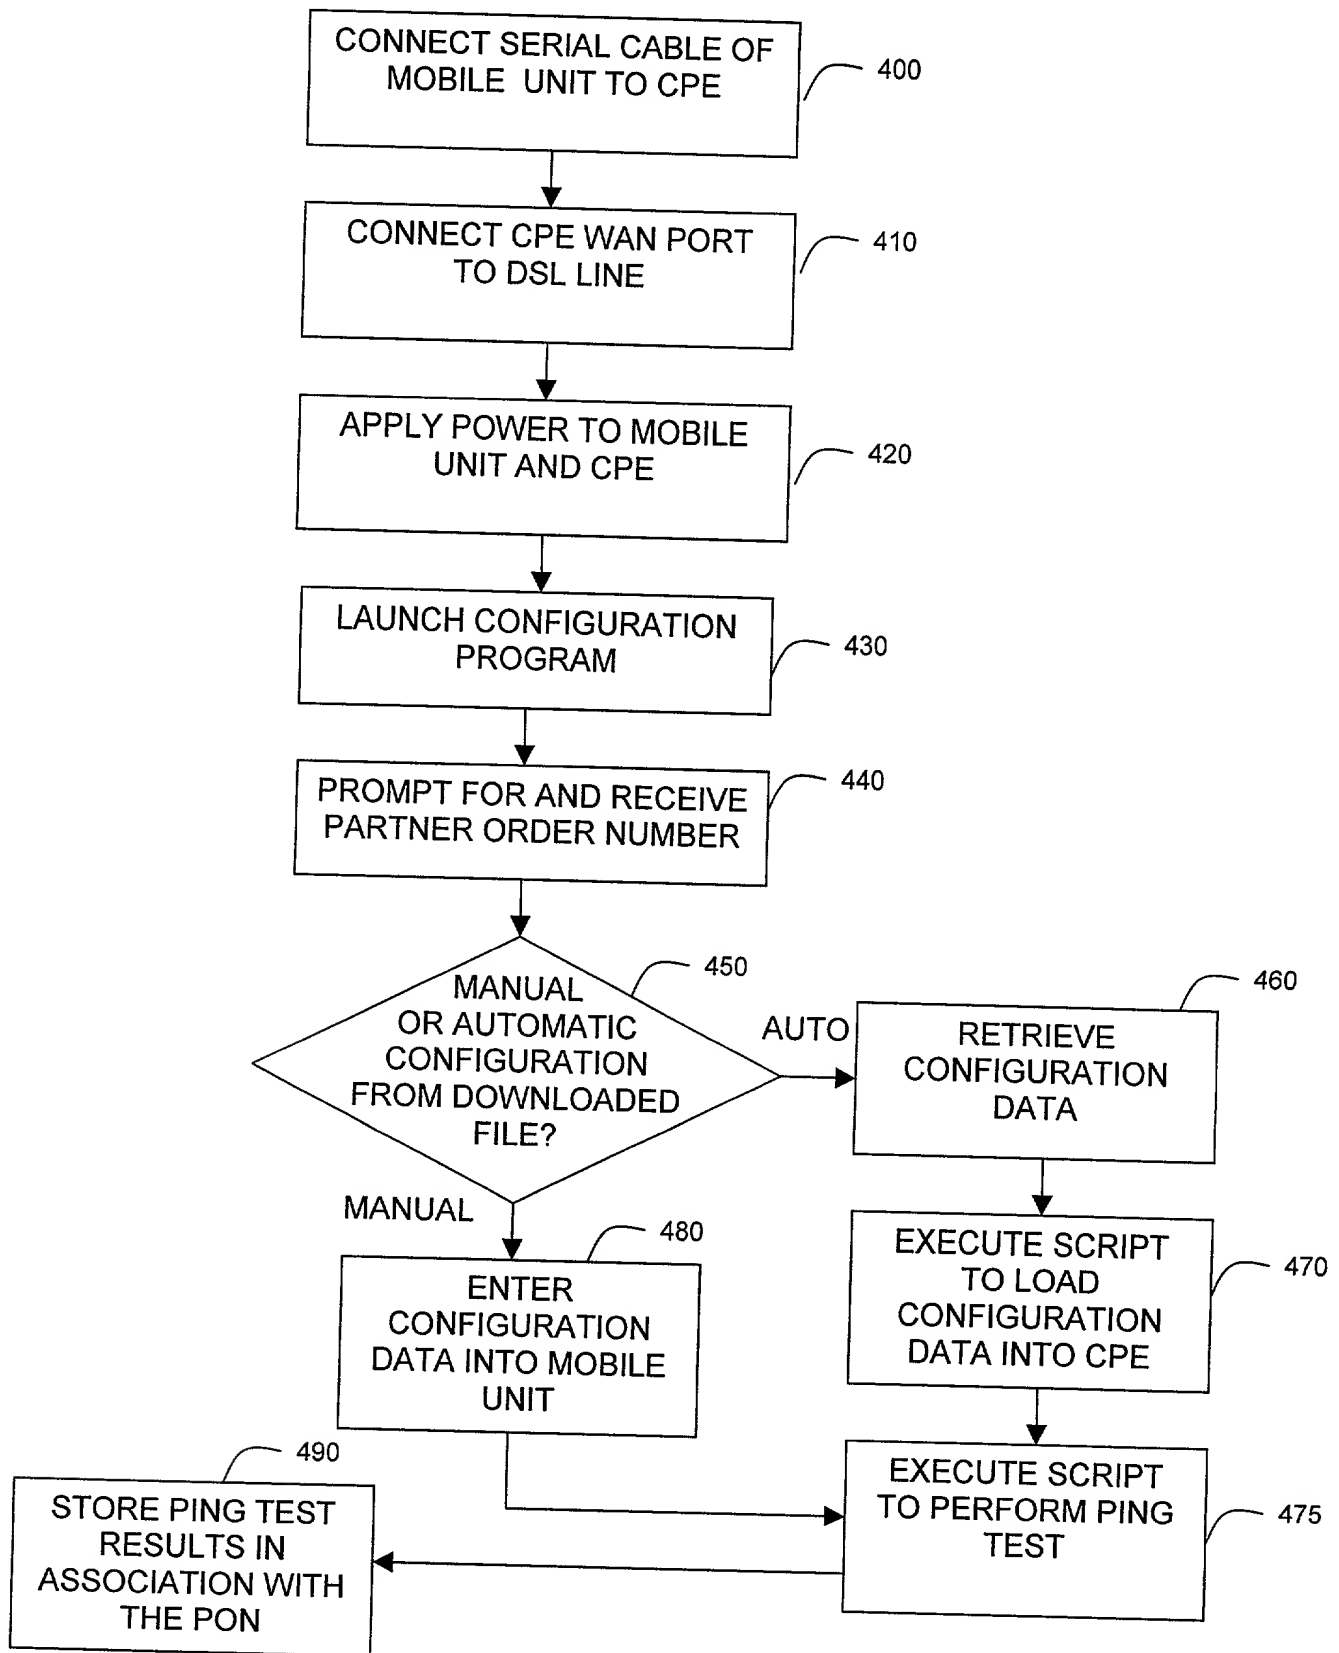 CONNECT SERIAL CABLE OF
MOBILE UNIT TO CPE
400
CONNECT CPE WAN PORT
TO DSL LINE
410
APPLY POWER TO MOBILE
UNIT AND CPE
420
LAUNCH CONFIGURATION
PROGRAM
430
PROMPT FOR AND RECEIVE
PARTNER ORDER NUMBER
440
MANUAL
OR AUTOMATIC
CONFIGURATION
FROM DOWNLOADED
FILE?
450
AUTO
MANUAL
RETRIEVE
CONFIGURATION
DATA
460
EXECUTE SCRIPT
TO LOAD
CONFIGURATION
DATA INTO CPE
470
ENTER
CONFIGURATION
DATA INTO MOBILE
UNIT
480
EXECUTE SCRIPT
TO PERFORM PING
TEST
475
STORE PING TEST
RESULTS IN
ASSOCIATION WITH
THE PON
490